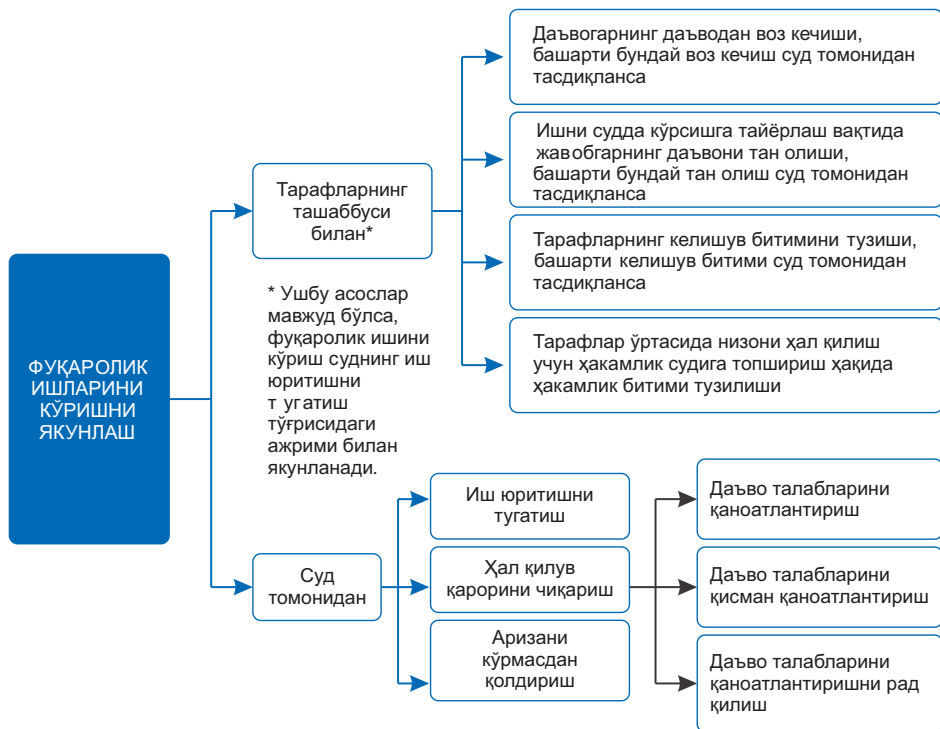 ФУҚАРОЛИК
ИШЛАРИНИ
КЎРИШНИ
ЯКУНЛАШ
Тарафларнинг
ташаббуси
билан*
Даъвогарнинг даъводан воз кечиши,
башарти бундай воз кечиш суд томонидан
тасдиқланса
Ишни судда кўрсишга тайёрлаш вақтида
жавобгарнинг даъвони тан олиши,
башарти бундай тан олиш суд томонидан
тасдиқланса
Тарафларнинг келишув битимини тузиши,
башарти келишув битими суд томонидан
тасдиқланса
Тарафлар ўртасида низони ҳал қилиш
учун ҳакамлик судига топшириш ҳақида
ҳакамлик битими тузилиши
* Ушбу асослар
мавжуд бўлса,
фуқаролик ишини
кўриш суднинг иш
юритишни
т угатиш
тўғрисидаги
ажрими билан
якунланади.
Суд
томонидан
Иш юритишни
тугатиш
Ҳал қилув
қарорини чиқариш
Аризани
кўрмасдан
қолдириш
Даъво талабларини
қаноатлантириш
Даъво талабларини
қисман қаноатлантириш
Даъво талабларини
қаноатлантиришни рад
қилиш